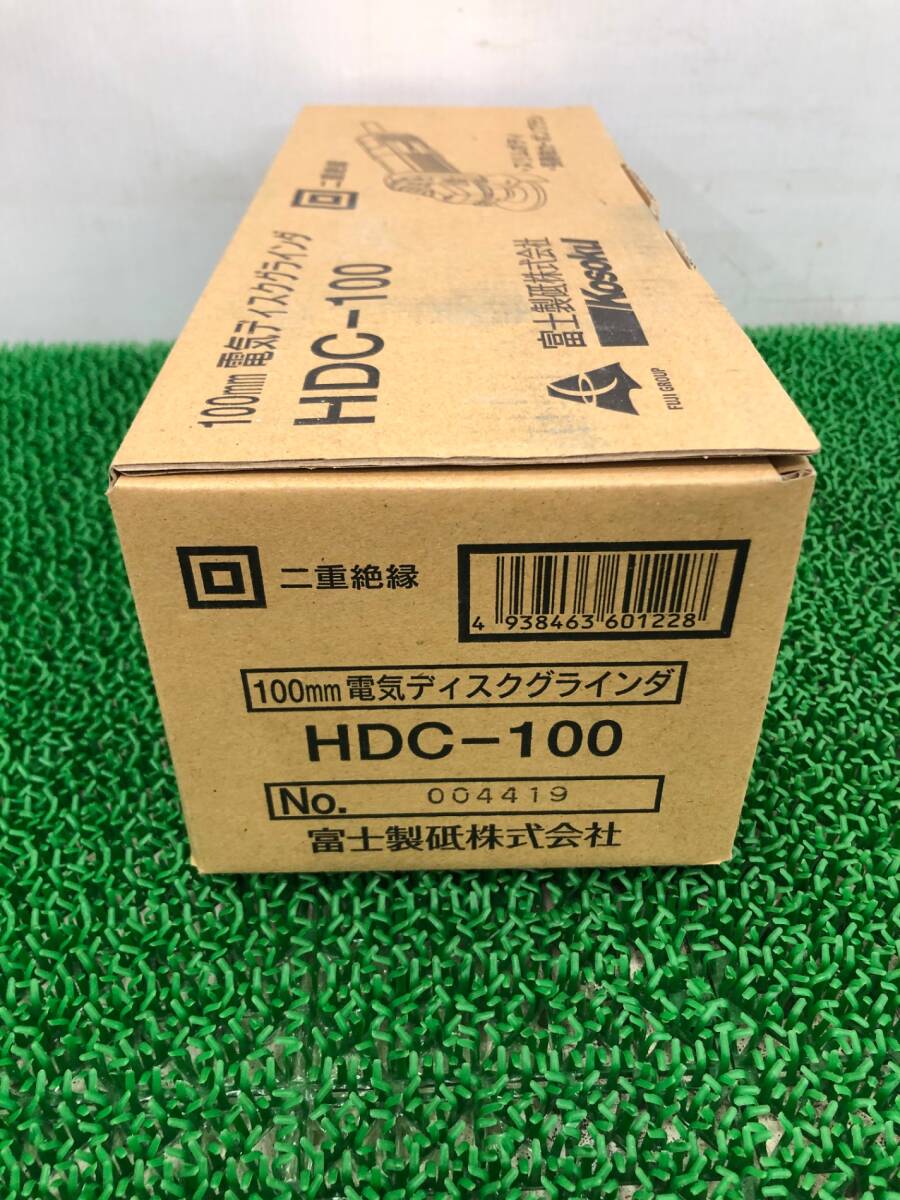 100mm 電気ディスクグラインダ
二重絶縁
HDC-100
富士製砥株式会社
Kosoku
FUJI GROUP
二重絶縁
4 938463 601228
100mm 電気ディスクグラインダ
HDC-100
No. 004419
富士製砥株式会社